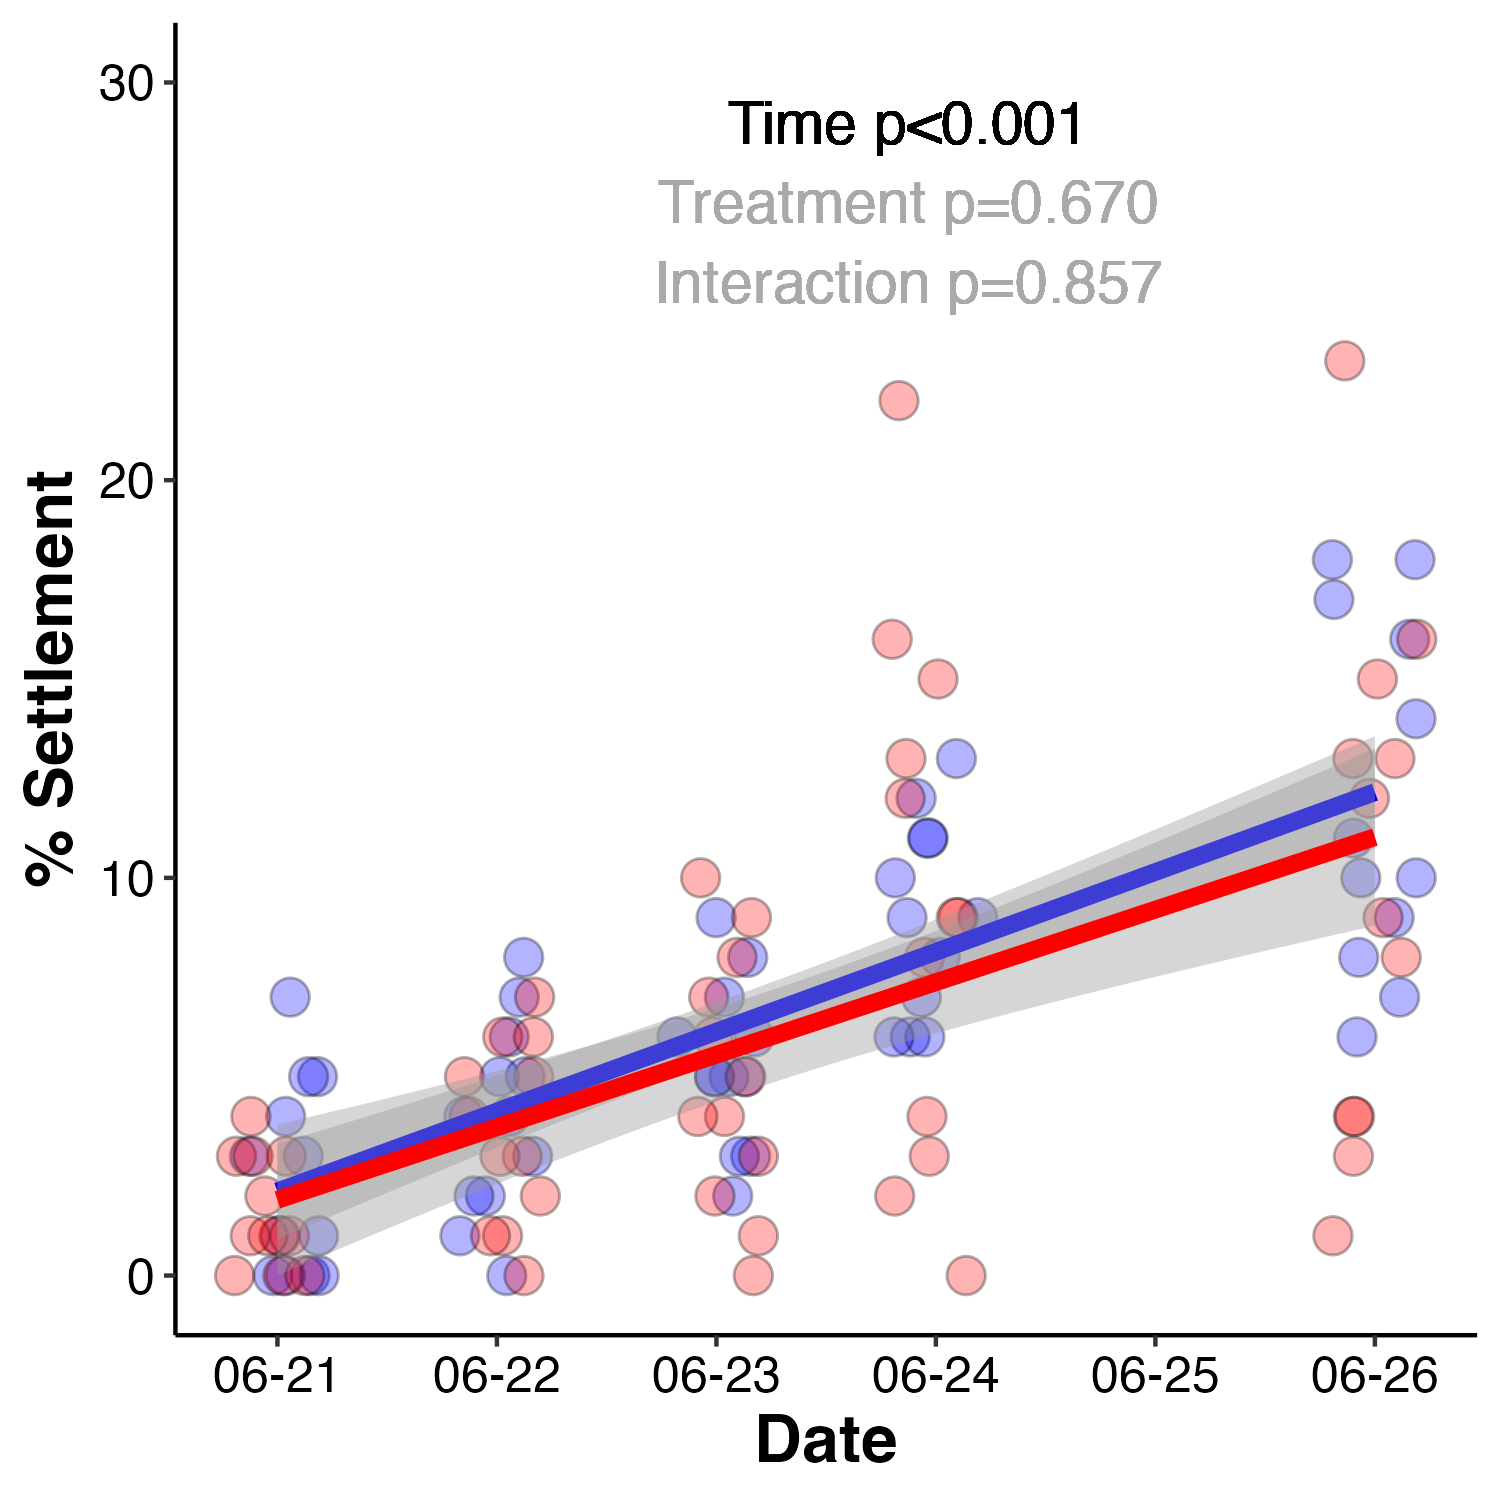 Time p<0.001
Treatment p=0.670
Interaction p=0.857
% Settlement
30
20
10
0
06-21 06-22 06-23 06-24 06-25 06-26
Date